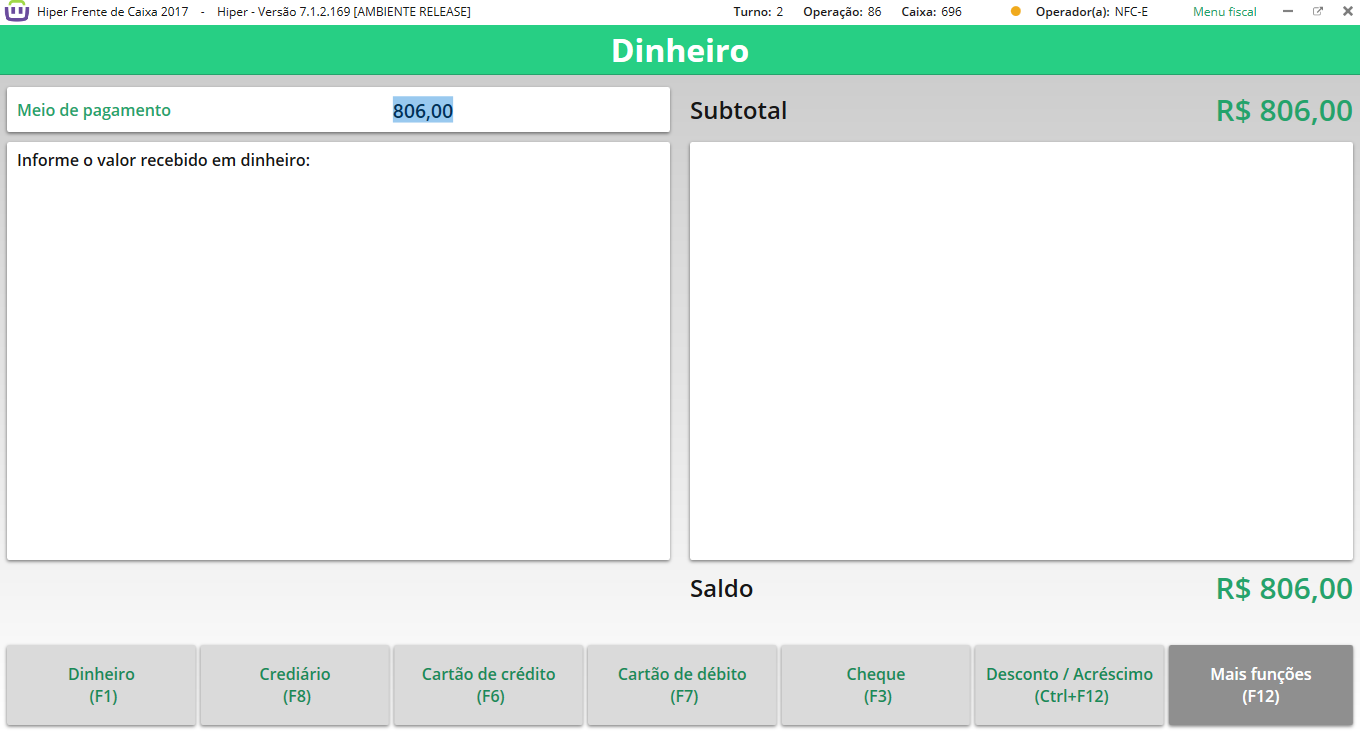 Hiper Frente de Caixa 2017 - Hiper - Versão 7.1.2.169 [AMBIENTE RELEASE] Turno: 2 Operação: 86 Caixa: 696 Operador(a): NFC-E Menu fiscal
Dinheiro
Meio de pagamento 806,00
Subtotal R$ 806,00
Informe o valor recebido em dinheiro:
Saldo R$ 806,00
Dinheiro
(F1)
Crediário
(F8)
Cartão de crédito
(F6)
Cartão de débito
(F7)
Cheque
(F3)
Desconto / Acréscimo
(Ctrl+F12)
Mais funções
(F12)